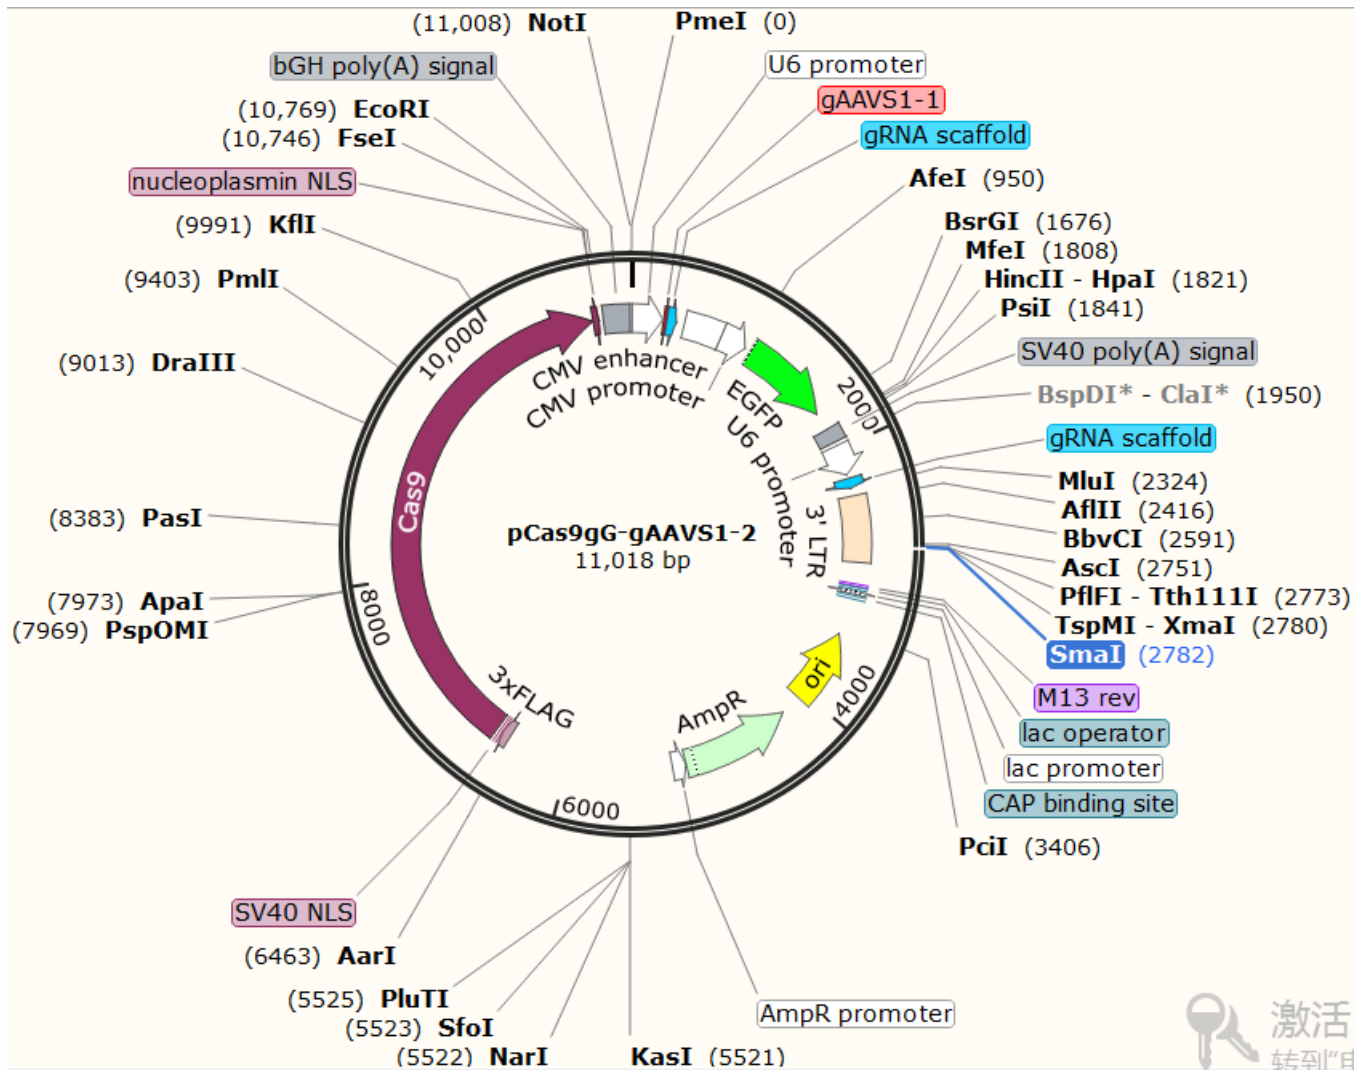 (11,008) NotI
PmeI (0)
bGH poly(A) signal
U6 promoter
(10,769) EcoRI
gAAVS1-1
(10,746) FseI
gRNA scaffold
nucleoplasmin NLS
AfeI (950)
(9991) KflI
BsrGI (1676)
MfeI (1808)
(9403) PmlI
HincII - HpaI (1821)
PsiI (1841)
(9013) DraIII
SV40 poly(A) signal
BspDI* - ClaI* (1950)
gRNA scaffold
MluI (2324)
AflII (2416)
(8383) PasI
BbvCI (2591)
AscI (2751)
(7973) ApaI
PflFI - Tth111I (2773)
(7969) PspOMI
TspMI - XmaI (2780)
SmaI (2782)
M13 rev
lac operator
lac promoter
CAP binding site
PciI (3406)
SV40 NLS
(6463) AarI
(5525) PluTI
AmpR promoter
(5523) SfoI
(5522) NarI
KasI (5521)
10,000
2000
4000
6000
8000
CMV enhancer
CMV promoter
EGFP
U6 promoter
3' LTR
Cas9
3xFLAG
AmpR
ori
pCas9gG-gAAVS1-2
11,018 bp
激活
转到"电